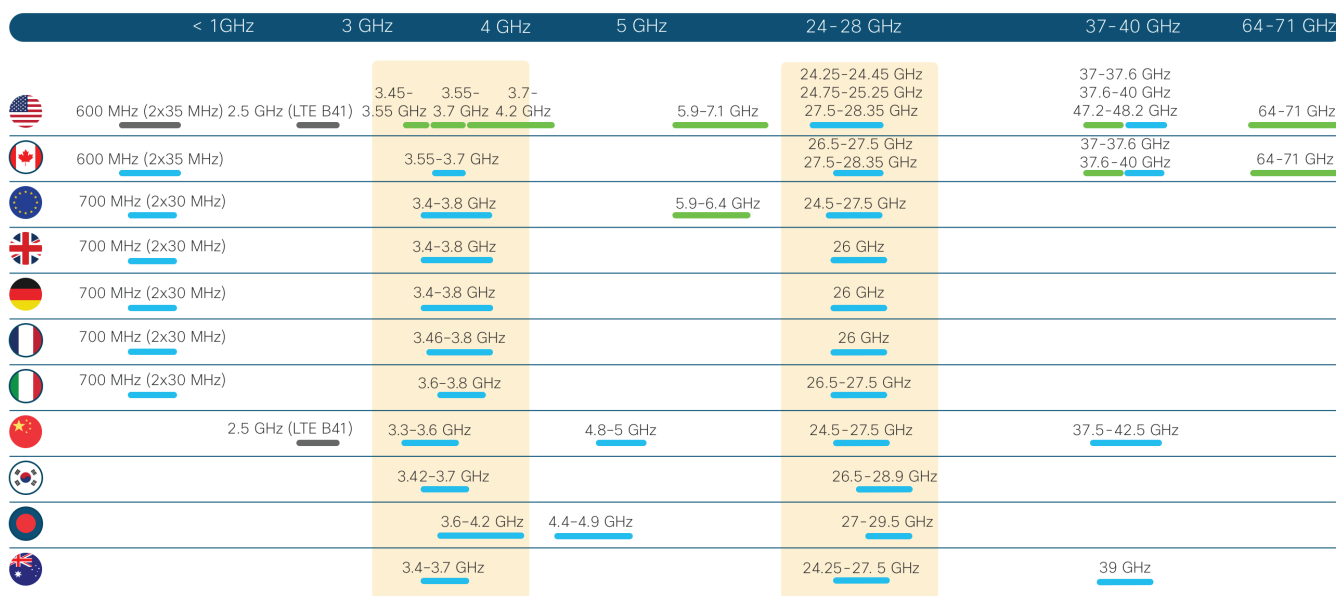 < 1GHz 3 GHz 4 GHz 5 GHz 24-28 GHz 37-40 GHz 64-71 GHz
24.25-24.45 GHz 37-37.6 GHz
3.45- 3.55- 3.7- 24.75-25.25 GHz 37.6-40 GHz
600 MHz (2x35 MHz) 2.5 GHz (LTE B41) 3.55 GHz 3.7 GHz 4.2 GHz 5.9-7.1 GHz 27.5-28.35 GHz 47.2-48.2 GHz 64-71 GHz
26.5-27.5 GHz 37-37.6 GHz
600 MHz (2x35 MHz) 3.55-3.7 GHz 27.5-28.35 GHz 37.6-40 GHz 64-71 GHz
700 MHz (2x30 MHz) 3.4-3.8 GHz 5.9-6.4 GHz 24.5-27.5 GHz
700 MHz (2x30 MHz) 3.4-3.8 GHz 26 GHz
700 MHz (2x30 MHz) 3.4-3.8 GHz 26 GHz
700 MHz (2x30 MHz) 3.46-3.8 GHz 26 GHz
700 MHz (2x30 MHz) 3.6-3.8 GHz 26.5-27.5 GHz
2.5 GHz (LTE B41) 3.3-3.6 GHz 4.8-5 GHz 24.5-27.5 GHz 37.5-42.5 GHz
3.42-3.7 GHz 26.5-28.9 GHz
3.6-4.2 GHz 4.4-4.9 GHz 27-29.5 GHz
3.4-3.7 GHz 24.25-27. 5 GHz 39 GHz